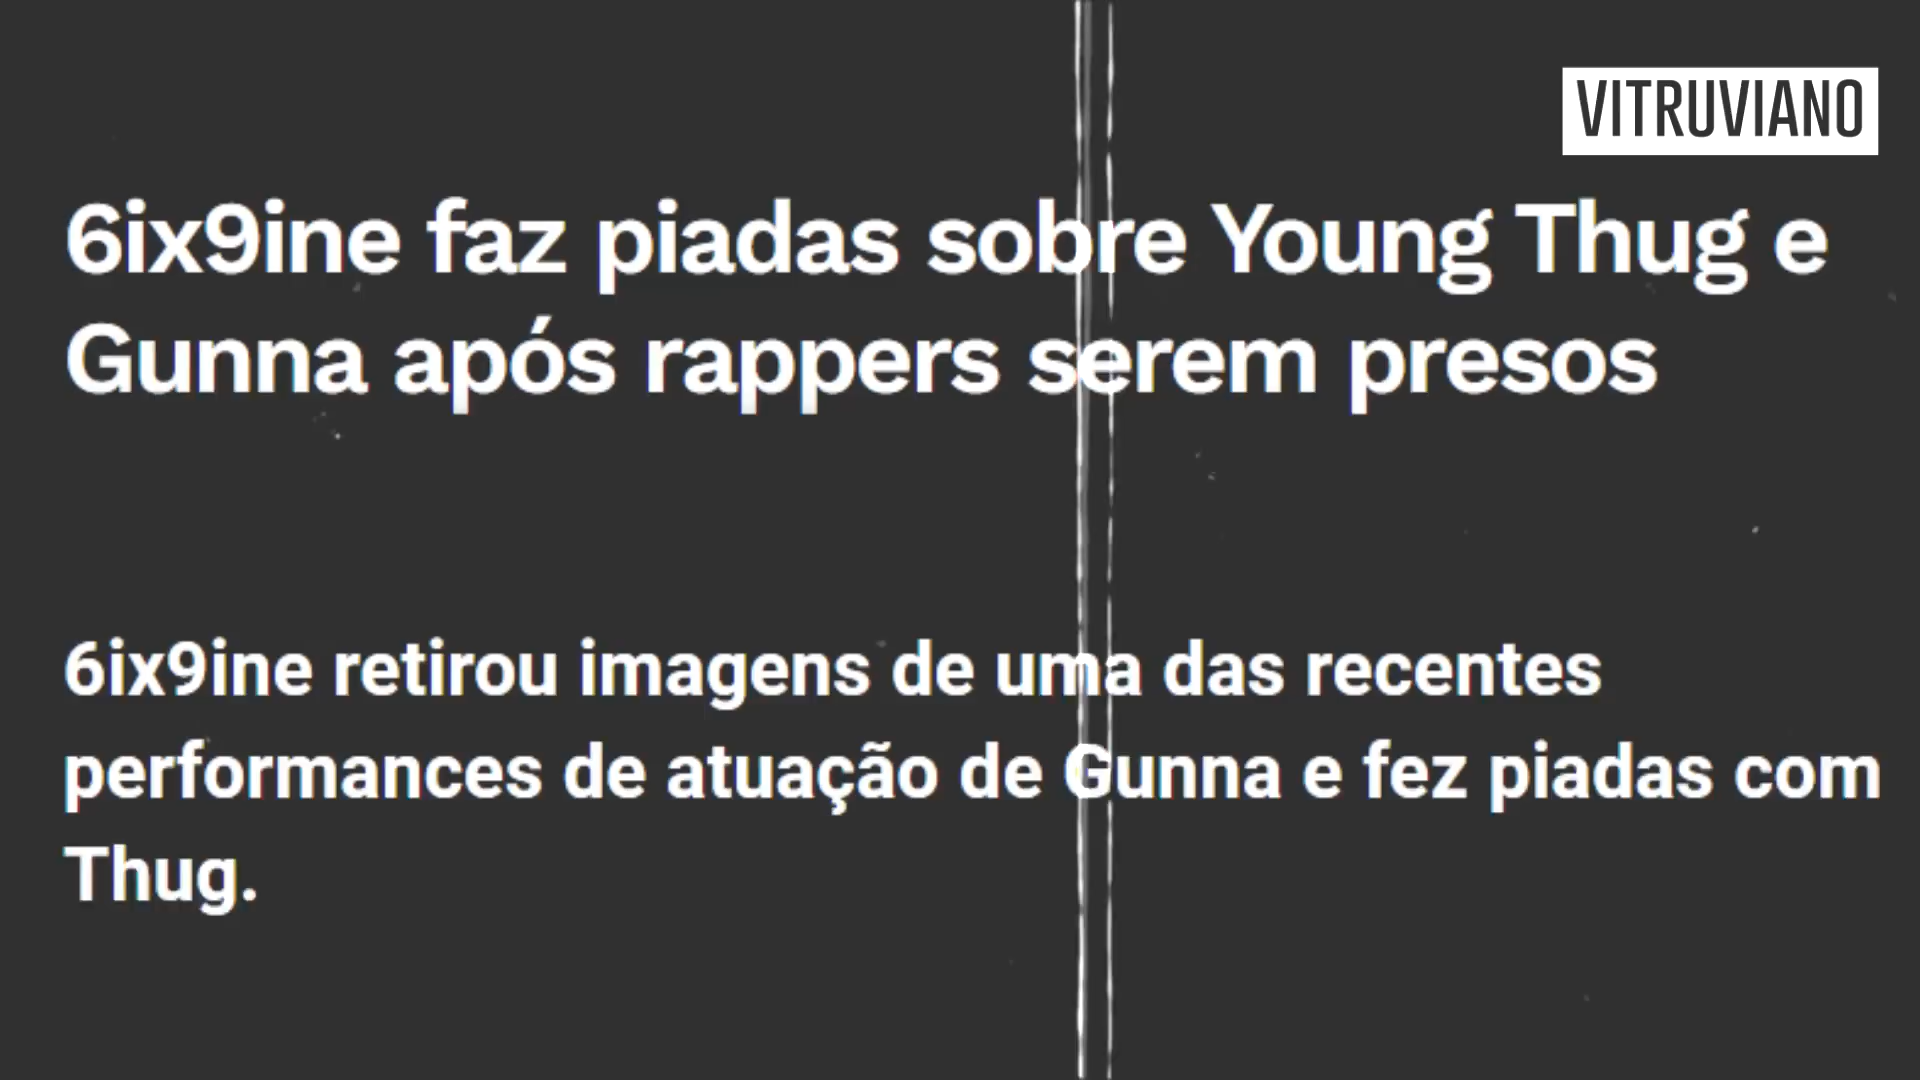 VITRUVIANO
6ix9ine faz piadas sobre Young Thug e
Gunna após rappers serem presos
6ix9ine retirou imagens de uma das recentes
performances de atuação de Gunna e fez piadas com
Thug.